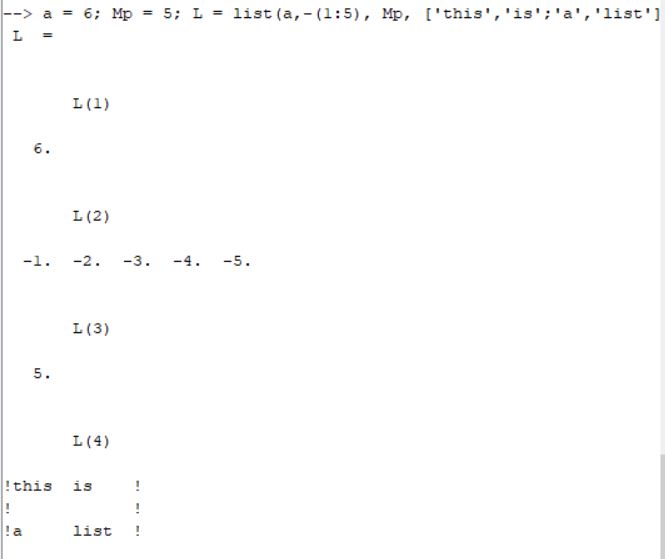 --> a = 6; Mp = 5; L = list(a,-(1:5), Mp, ['this','is';'a','list']
L  =
L(1)
6.
L(2)
-1.  -2.  -3.  -4.  -5.
L(3)
5.
L(4)
!this  is    !
!            !
!a     list  !